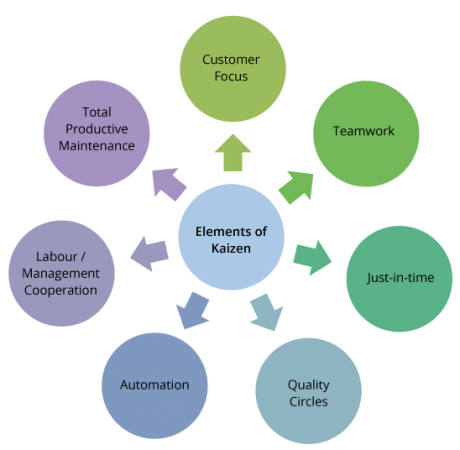 Customer
Focus
Teamwork
Just-in-time
Quality
Circles
Automation
Labour /
Management
Cooperation
Total
Productive
Maintenance
Elements of
Kaizen